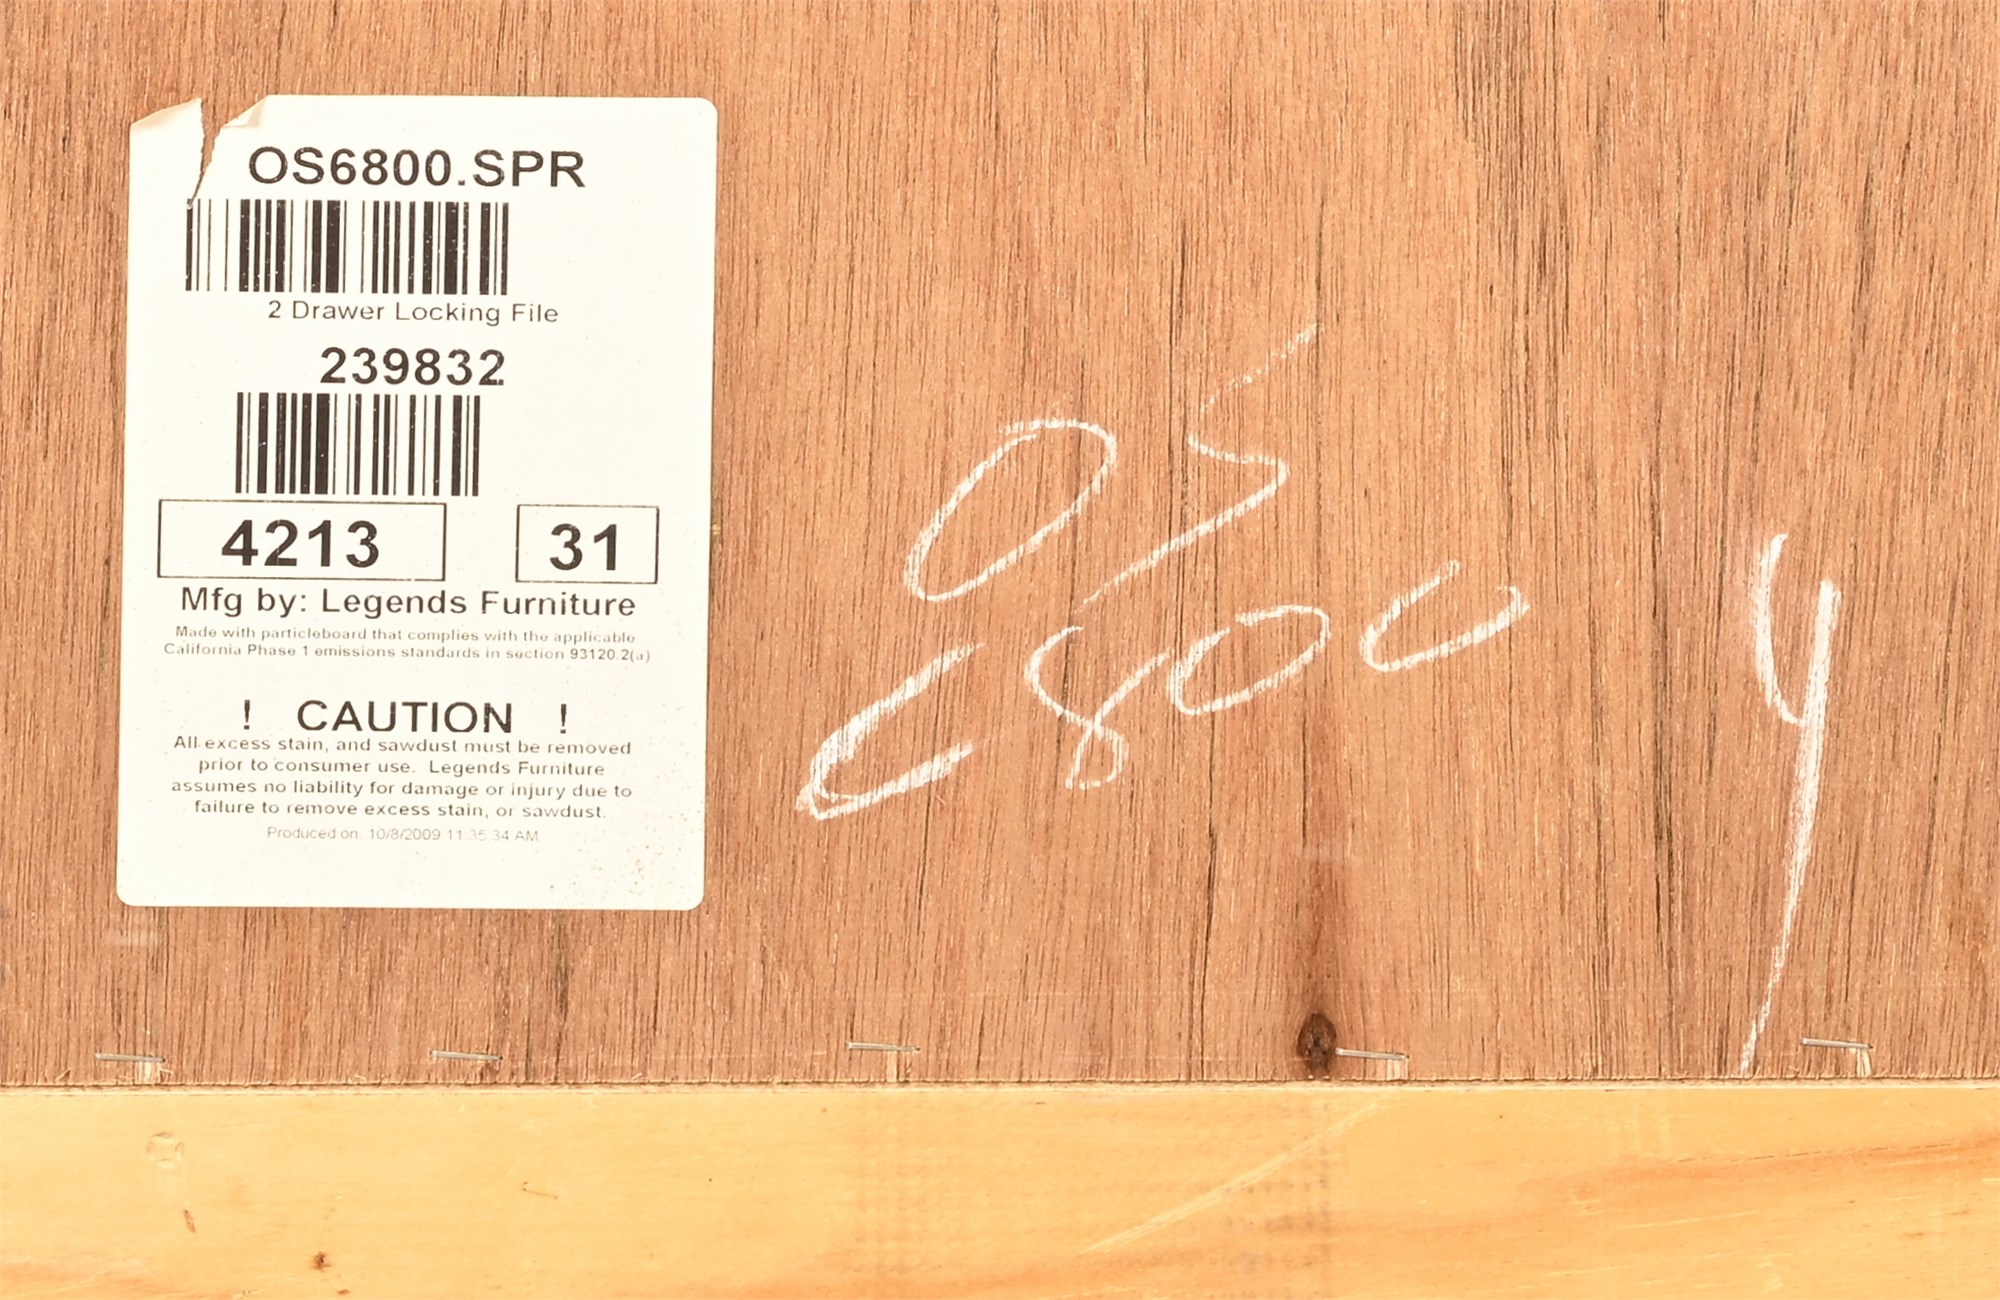 OS6800.SPR
2 Drawer Locking File
239832
4213 31
Mfg by: Legends Furniture
Made with particleboard that complies with the applicable
California Phase 1 emissions standards in section 93120.2(a)
! CAUTION !
All excess stain, and sawdust must be removed
prior to consumer use. Legends Furniture
assumes no liability for damage or injury due to
failure to remove excess stain, or sawdust.
Produced on: 10/8/2009 11:35:34 AM
OS
6800
4